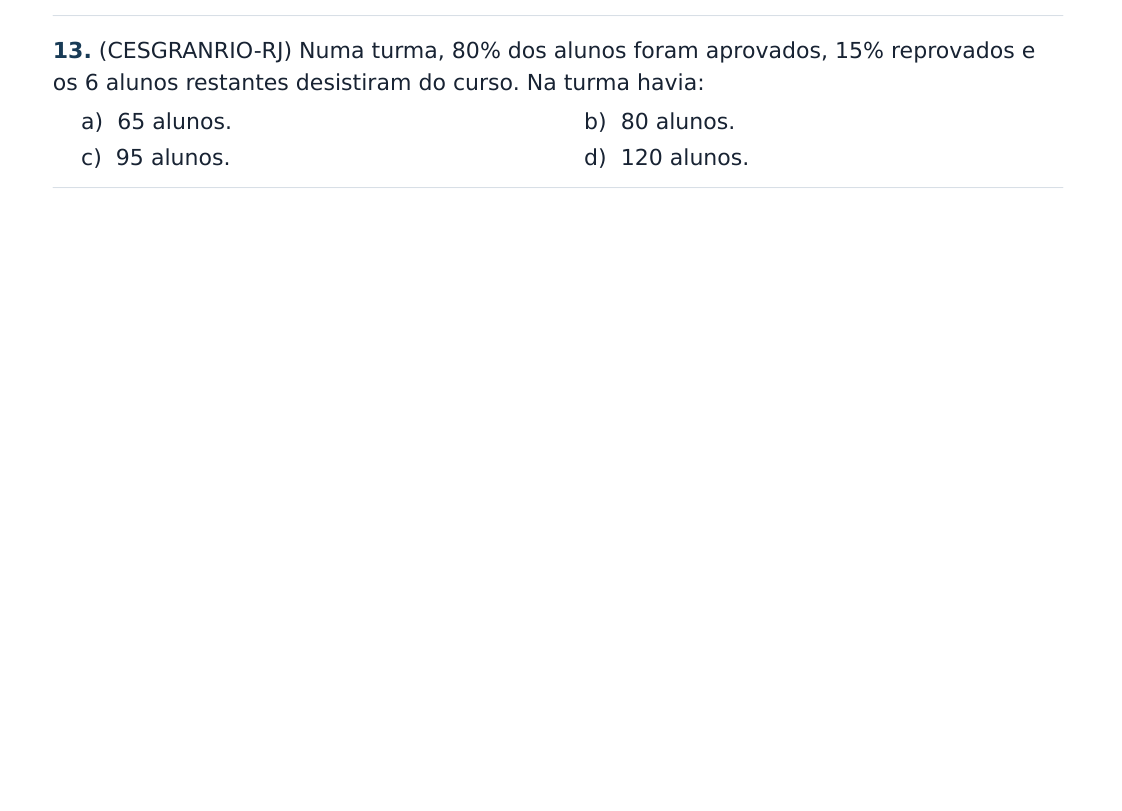 13. (CESGRANRIO-RJ) Numa turma, 80% dos alunos foram aprovados, 15% reprovados e
os 6 alunos restantes desistiram do curso. Na turma havia:
a) 65 alunos. b) 80 alunos.
c) 95 alunos. d) 120 alunos.